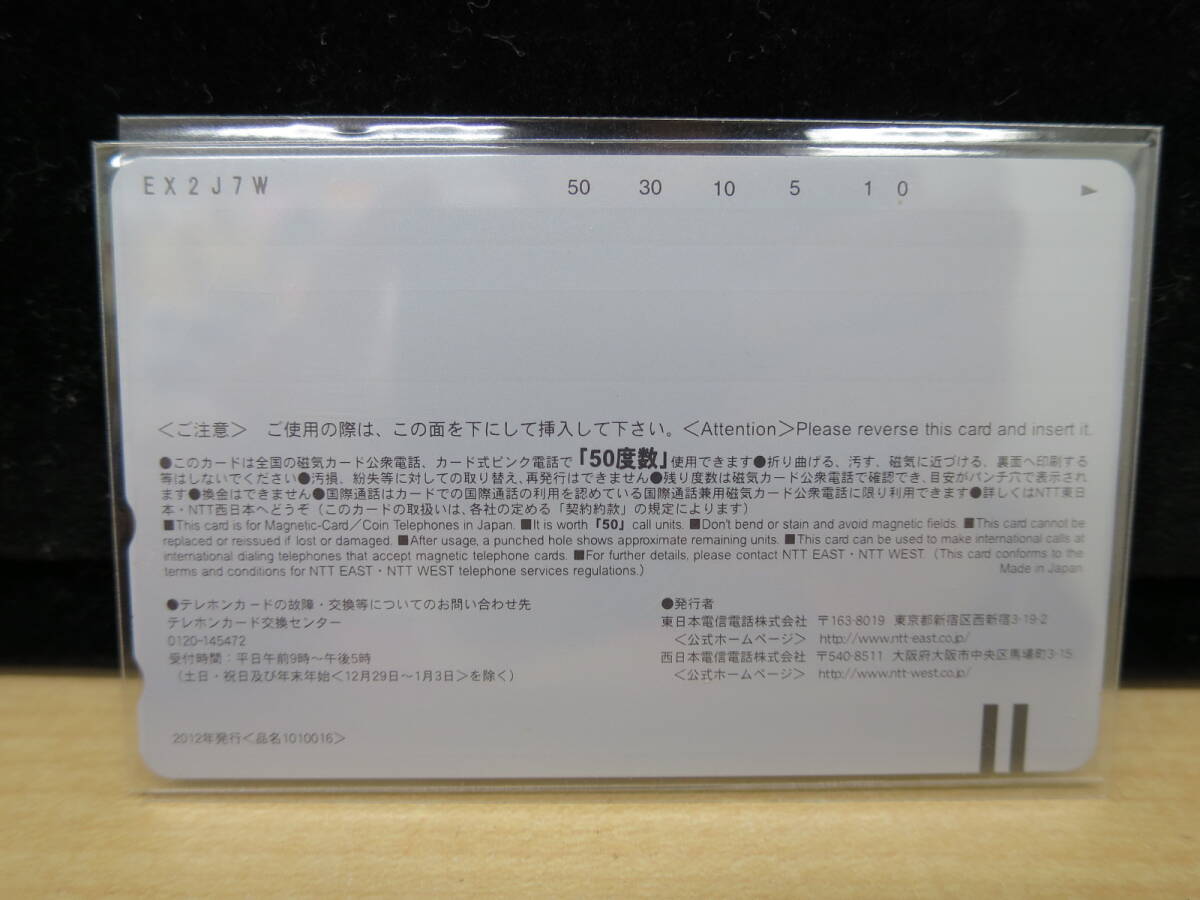 EX2J7W 50 30 10 5 1 0 ▶
＜ご注意＞ ご使用の際は、この面を下にして挿入して下さい。＜Attention＞Please reverse this card and insert it.
●このカードは全国の磁気カード公衆電話、カード式ピンク電話で「50度数」使用できます●折り曲げる、汚す、磁気に近づける、裏面へ印刷する
等はしないでください●汚損、紛失等に対しての取り替え、再発行はできません●残り度数は磁気カード公衆電話で確認でき、目安がパンチ穴で表示されま
す●換金はできません●国際通話はカードでの国際通話の利用を認めている国際通話兼用磁気カード公衆電話に限り利用できます●詳しくはNTT東日
本・NTT西日本へどうぞ（このカードの取扱いは、各社の定める「契約約款」の規定によります）
■This card is for Magnetic-Card／Coin Telephones in Japan. ■It is worth「50」call units. ■Don't bend or stain and avoid magnetic fields. ■This card cannot be
replaced or reissued if lost or damaged. ■After usage, a punched hole shows approximate remaining units. ■This card can be used to make international calls at
international dialing telephones that accept magnetic telephone cards. ■For further details, please contact NTT EAST・NTT WEST.（This card conforms to the
terms and conditions for NTT EAST・NTT WEST telephone services regulations.） Made in Japan
●テレホンカードの故障・交換等についてのお問い合わせ先
テレホンカード交換センター
0120-145472
受付時間：平日午前9時～午後5時
（土日・祝日及び年末年始＜12月29日～1月3日＞を除く）
●発行者
東日本電信電話株式会社 〒163-8019 東京都新宿区西新宿3-19-2
＜公式ホームページ＞ http://www.ntt-east.co.jp/
西日本電信電話株式会社 〒540-8511 大阪府大阪市中央区馬場町3-15
＜公式ホームページ＞ http://www.ntt-west.co.jp/
2012年発行＜品名1010016＞